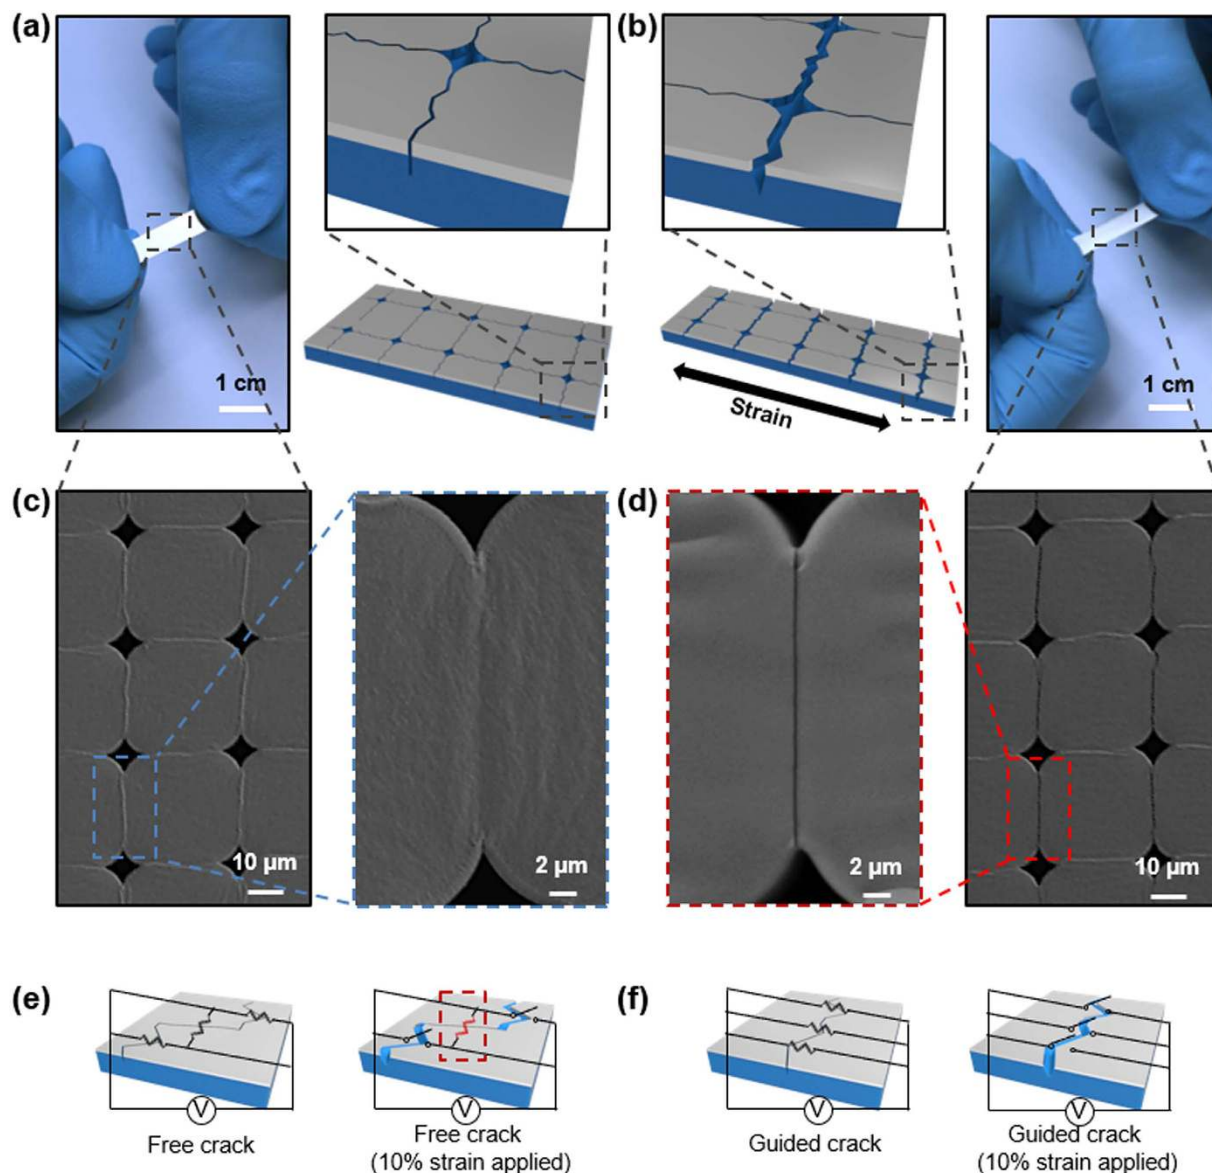 (a)
(b)
1 cm
Strain
1 cm
(c)
(d)
10 µm
2 µm
2 µm
10 µm
(e)
(f)
V
V
V
V
Free crack
Free crack
(10% strain applied)
Guided crack
Guided crack
(10% strain applied)